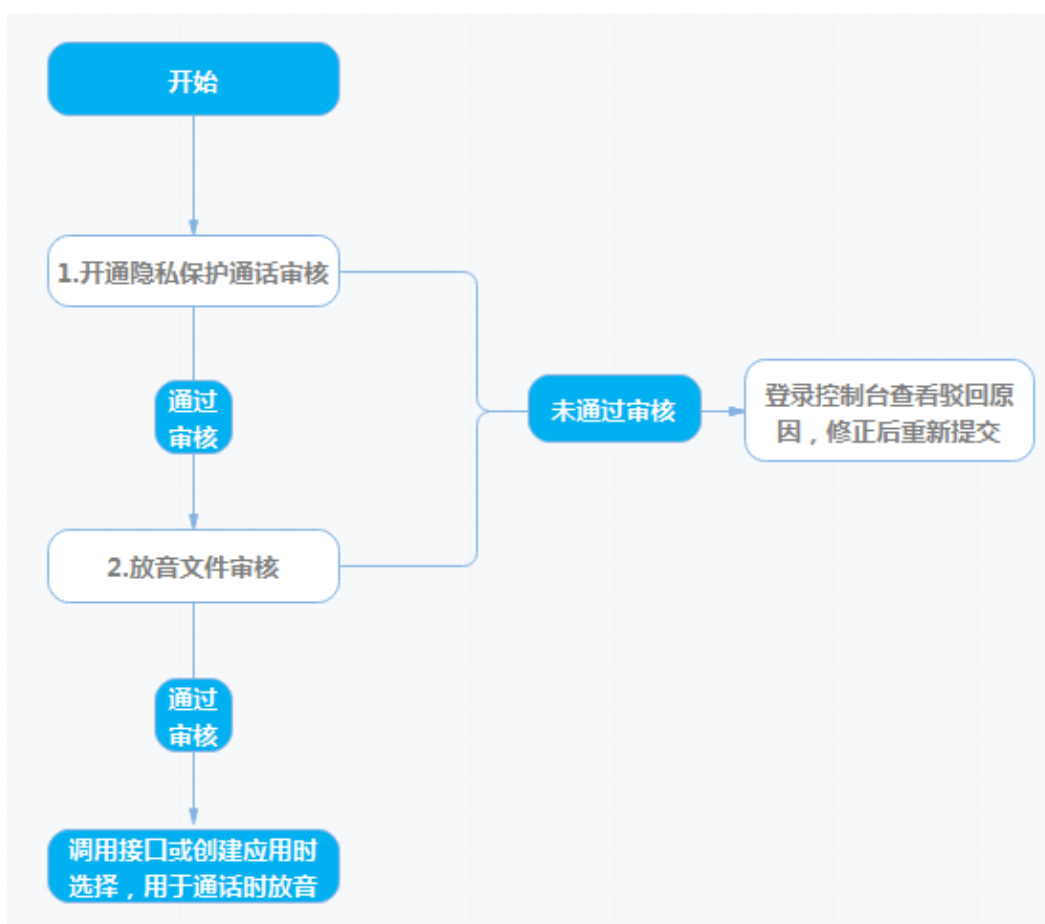 开始
1.开通隐私保护通话审核
通过
审核
未通过审核
登录控制台查看驳回原
因，修正后重新提交
2.放音文件审核
通过
审核
调用接口或创建应用时
选择，用于通话时放音